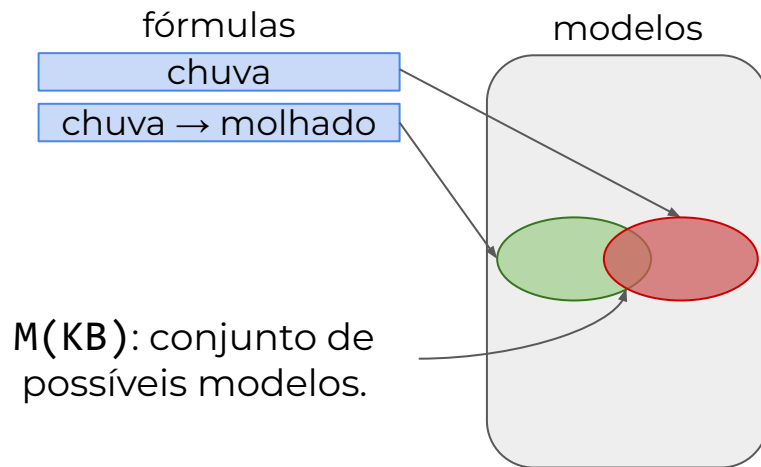 fórmulas
modelos
chuva
chuva → molhado
M(KB): conjunto de
possíveis modelos.